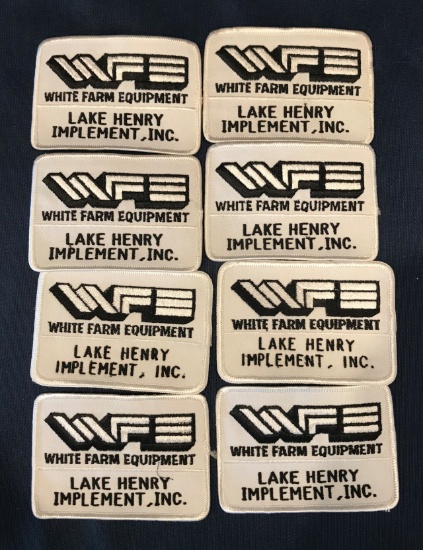 WFE
WHITE FARM EQUIPMENT
LAKE HENRY
IMPLEMENT, INC.
WFE
WHITE FARM EQUIPMENT
LAKE HENRY
IMPLEMENT, INC.
WFE
WHITE FARM EQUIPMENT
LAKE HENRY
IMPLEMENT, INC.
WFE
WHITE FARM EQUIPMENT
LAKE HENRY
IMPLEMENT, INC.
WFE
WHITE FARM EQUIPMENT
LAKE HENRY
IMPLEMENT, INC.
WFE
WHITE FARM EQUIPMENT
LAKE HENRY
IMPLEMENT, INC.
WFE
WHITE FARM EQUIPMENT
LAKE HENRY
IMPLEMENT, INC.
WFE
WHITE FARM EQUIPMENT
LAKE HENRY
IMPLEMENT, INC.